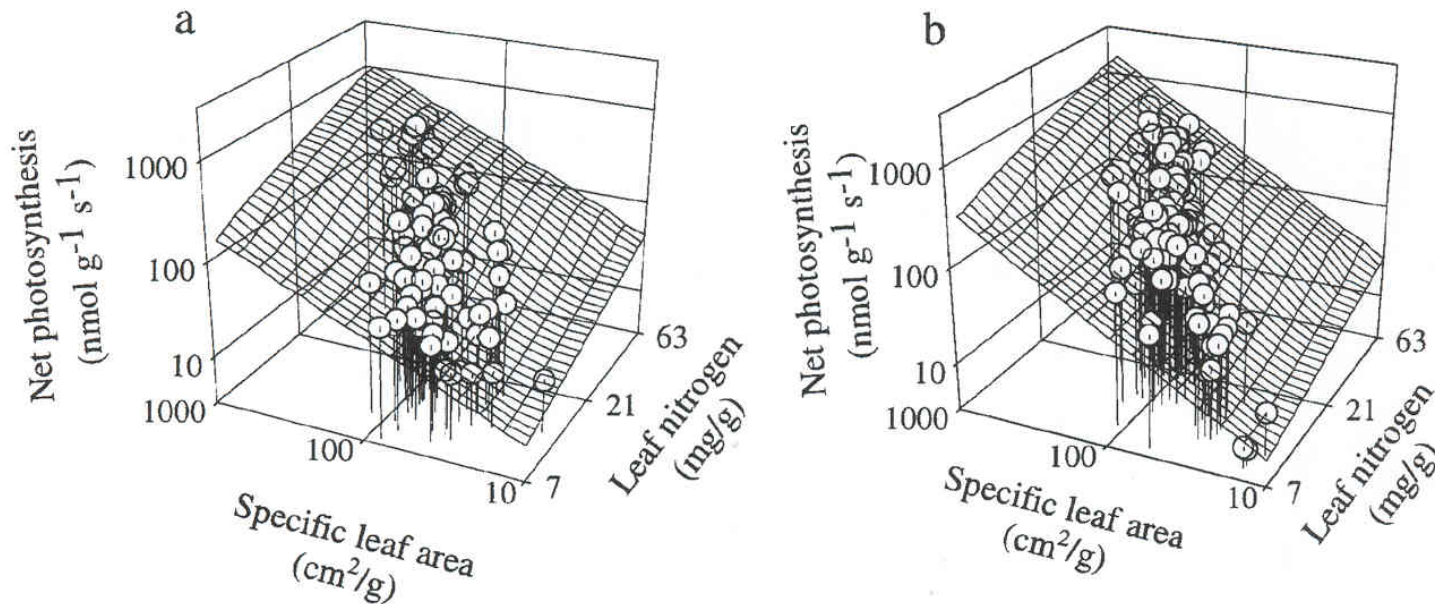 a
Net photosynthesis
(nmol g⁻¹ s⁻¹)
1000
100
10
1000
100
10
7
21
63
Specific leaf area
(cm²/g)
Leaf nitrogen
(mg/g)
b
Net photosynthesis
(nmol g⁻¹ s⁻¹)
1000
100
10
1000
100
10
7
21
63
Specific leaf area
(cm²/g)
Leaf nitrogen
(mg/g)